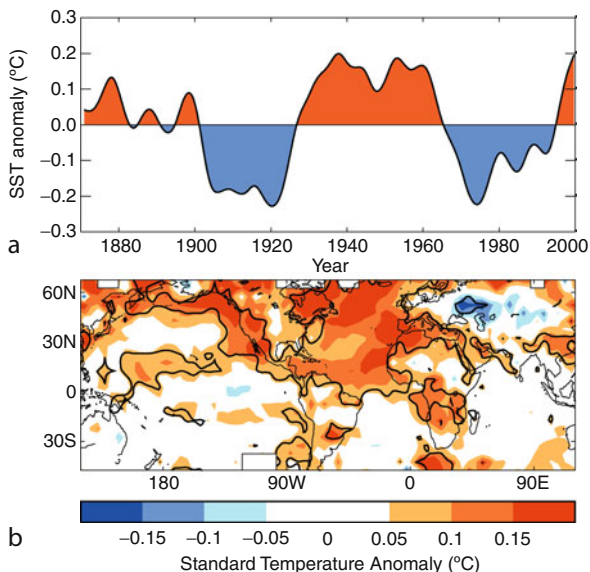 0.3
0.2
0.1
0.0
−0.1
−0.2
−0.3
SST anomaly (ºC)
1880 1900 1920 1940 1960 1980 2000
Year
a
60N
30N
0
30S
180 90W 0 90E
−0.15 −0.1 −0.05 0 0.05 0.1 0.15
b
Standard Temperature Anomaly (ºC)